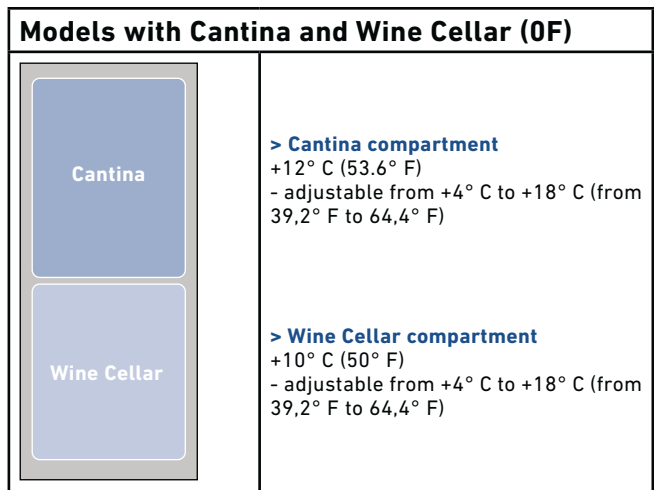 Models with Cantina and Wine Cellar (0F)
Cantina
> Cantina compartment
+12° C (53.6° F)
- adjustable from +4° C to +18° C (from
39,2° F to 64,4° F)
Wine Cellar
> Wine Cellar compartment
+10° C (50° F)
- adjustable from +4° C to +18° C (from
39,2° F to 64,4° F)